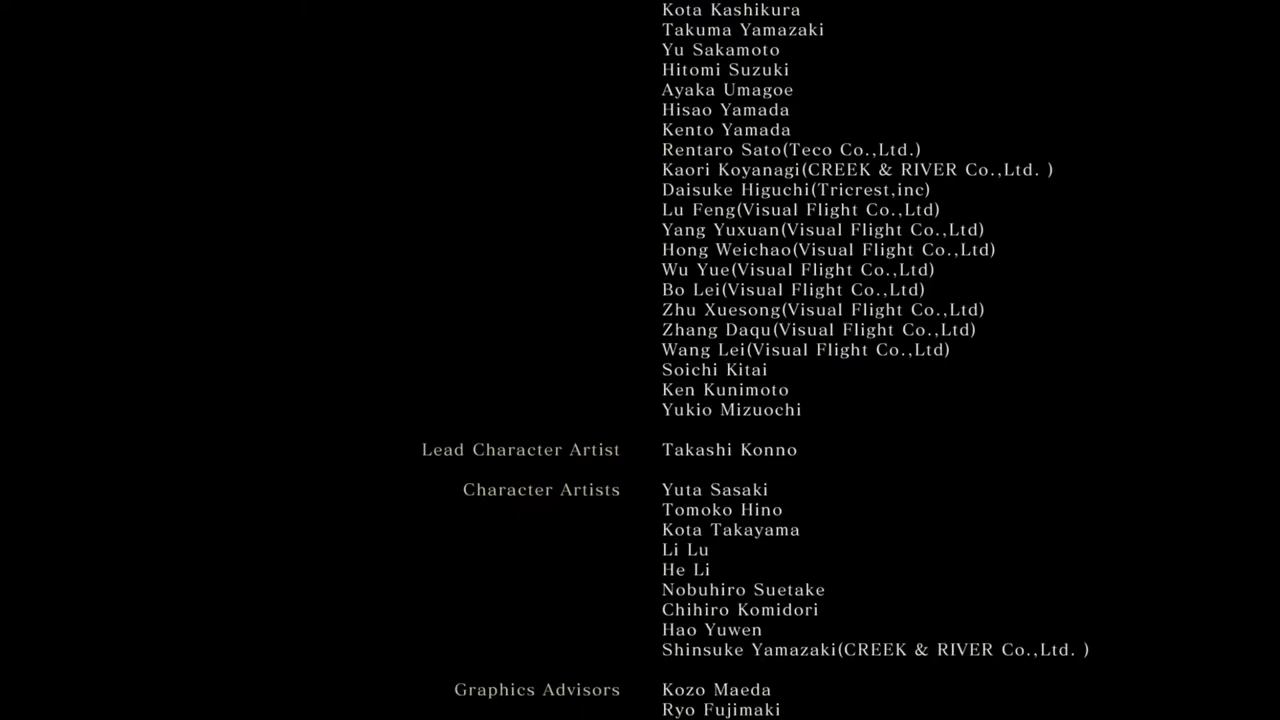 Kota Kashikura
Takuma Yamazaki
Yu Sakamoto
Hitomi Suzuki
Ayaka Umagoe
Hisao Yamada
Kento Yamada
Rentaro Sato(Teco Co.,Ltd.)
Kaori Koyanagi(CREEK & RIVER Co.,Ltd. )
Daisuke Higuchi(Tricrest,inc)
Lu Feng(Visual Flight Co.,Ltd)
Yang Yuxuan(Visual Flight Co.,Ltd)
Hong Weichao(Visual Flight Co.,Ltd)
Wu Yue(Visual Flight Co.,Ltd)
Bo Lei(Visual Flight Co.,Ltd)
Zhu Xuesong(Visual Flight Co.,Ltd)
Zhang Daqu(Visual Flight Co.,Ltd)
Wang Lei(Visual Flight Co.,Ltd)
Soichi Kitai
Ken Kunimoto
Yukio Mizuochi
Lead Character Artist Takashi Konno
Character Artists Yuta Sasaki
Tomoko Hino
Kota Takayama
Li Lu
He Li
Nobuhiro Suetake
Chihiro Komidori
Hao Yuwen
Shinsuke Yamazaki(CREEK & RIVER Co.,Ltd. )
Graphics Advisors Kozo Maeda
Ryo Fujimaki